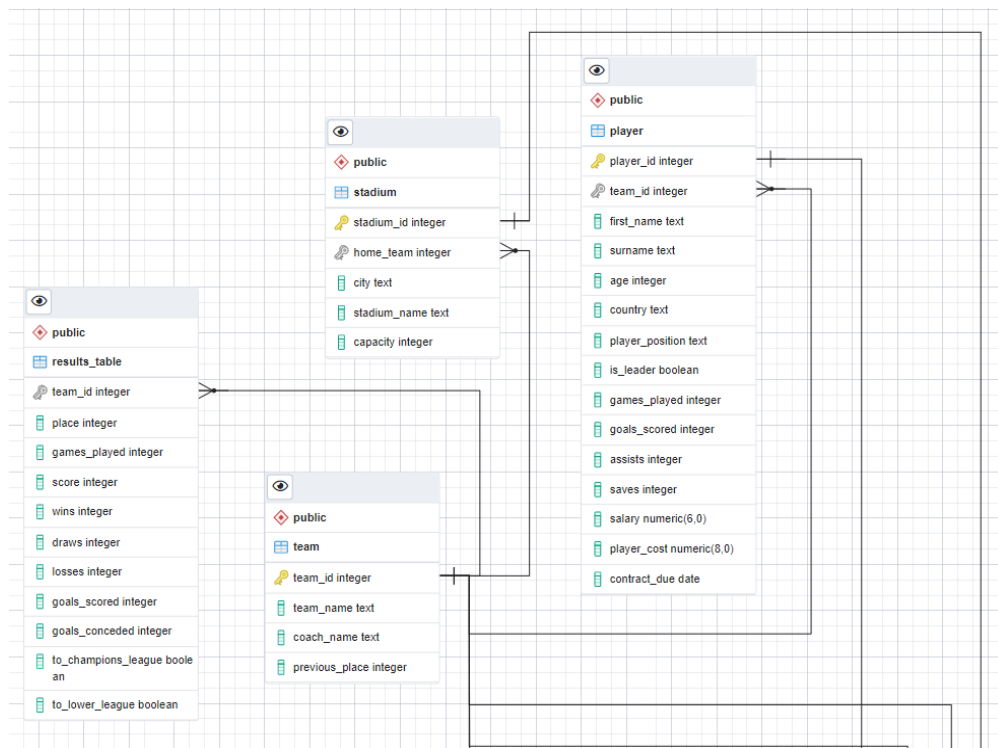 public
player
player_id integer
team_id integer
first_name text
surname text
age integer
country text
player_position text
is_leader boolean
games_played integer
goals_scored integer
assists integer
saves integer
salary numeric(6,0)
player_cost numeric(8,0)
contract_due date
public
stadium
stadium_id integer
home_team integer
city text
stadium_name text
capacity integer
public
results_table
team_id integer
place integer
games_played integer
score integer
wins integer
draws integer
losses integer
goals_scored integer
goals_conceded integer
to_champions_league boole
an
to_lower_league boolean
public
team
team_id integer
team_name text
coach_name text
previous_place integer